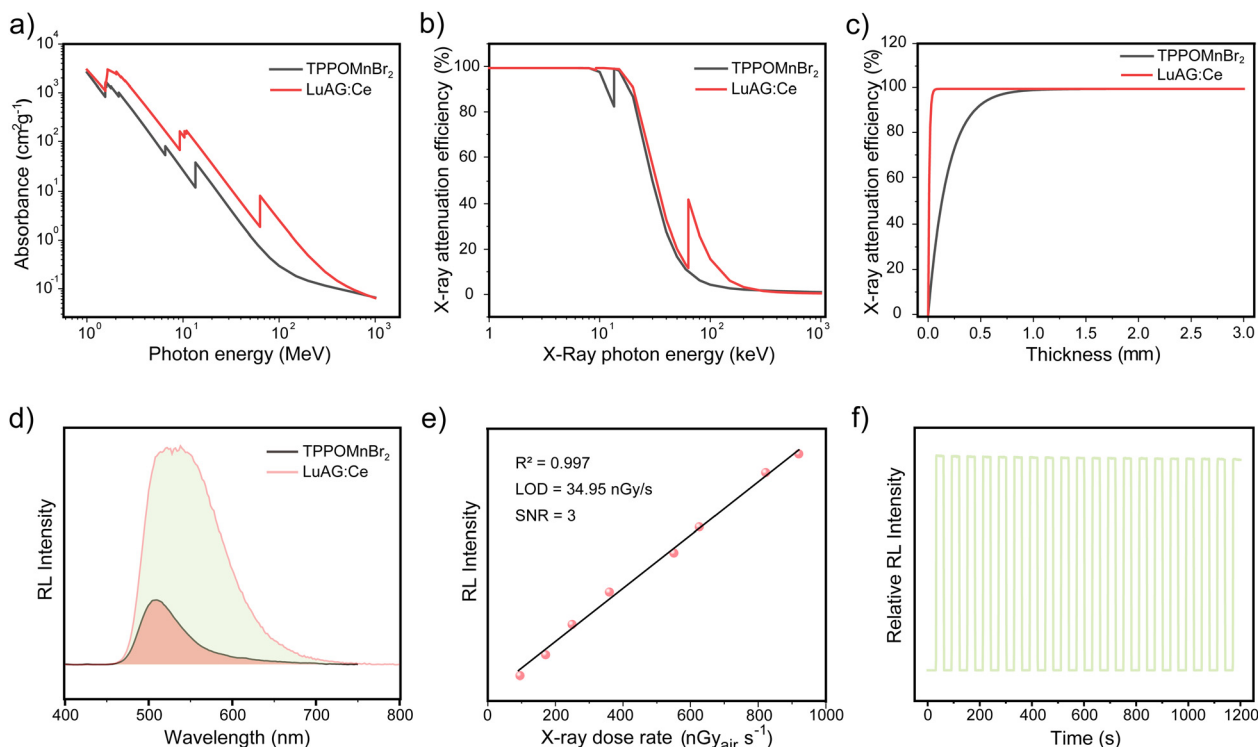 a)
10⁴
10³
10²
10¹
10⁰
10⁻¹
Absorbance (cm²g⁻¹)
TPPOMnBr₂
LuAG:Ce
10⁰ 10¹ 10² 10³
Photon energy (MeV)
b)
100
80
60
40
20
0
X-ray attenuation efficiency (%)
TPPOMnBr₂
LuAG:Ce
1 10¹ 10² 10³
X-Ray photon energy (keV)
c)
120
100
80
60
40
20
0
X-ray attenuation efficiency (%)
TPPOMnBr₂
LuAG:Ce
0.0 0.5 1.0 1.5 2.0 2.5 3.0
Thickness (mm)
d)
RL Intensity
TPPOMnBr₂
LuAG:Ce
400 500 600 700 800
Wavelength (nm)
e)
RL Intensity
R² = 0.997
LOD = 34.95 nGy/s
SNR = 3
0 200 400 600 800 1000
X-ray dose rate (nGyₐᵢᵣ s⁻¹)
f)
Relative RL Intensity
0 200 400 600 800 1000 1200
Time (s)